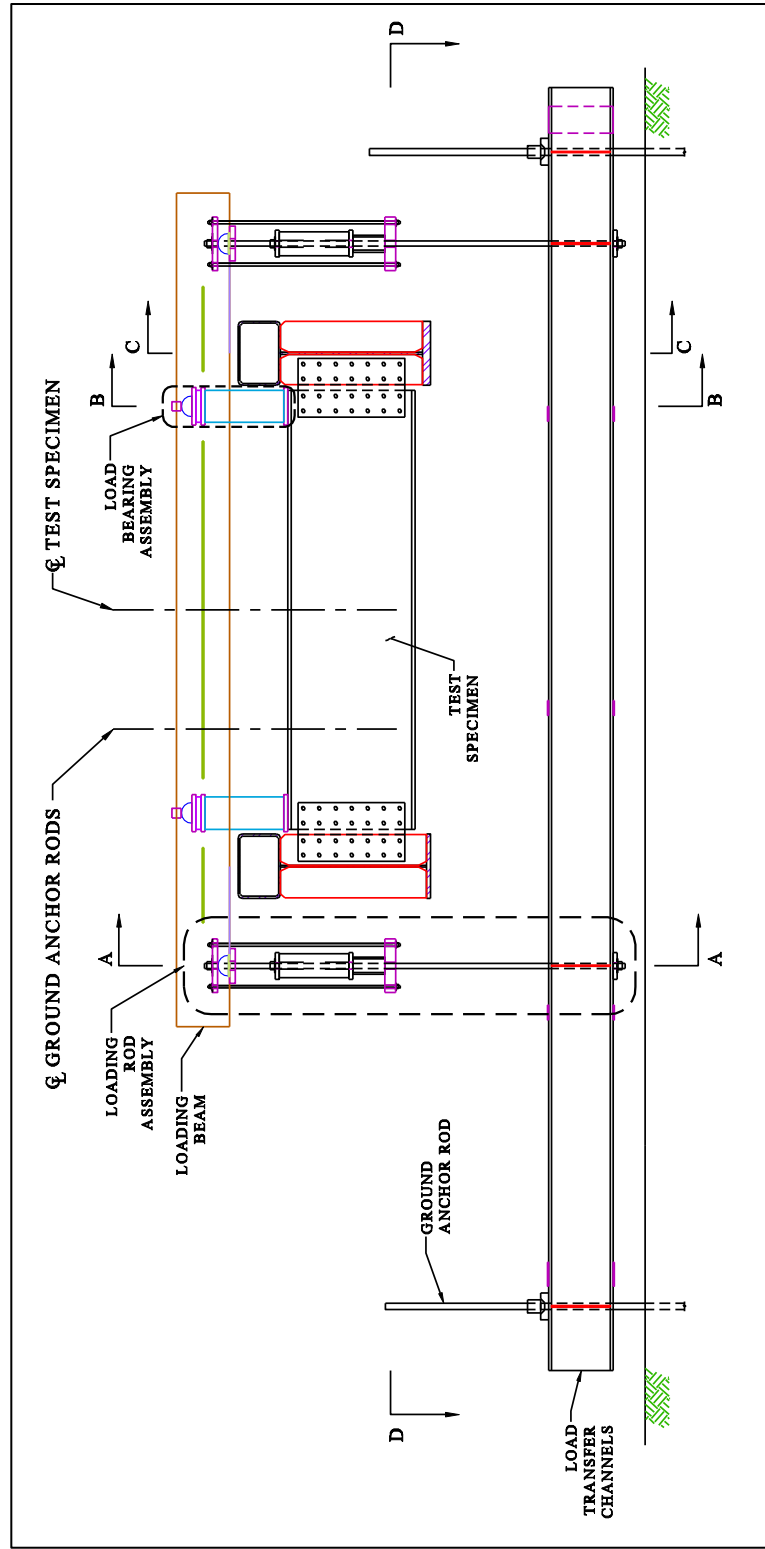 ℄ GROUND ANCHOR RODS
℄ TEST SPECIMEN
LOADING
ROD
ASSEMBLY
A
LOAD
BEARING
ASSEMBLY
B
C
LOADING
BEAM
D
D
GROUND
ANCHOR ROD
TEST
SPECIMEN
LOAD
TRANSFER
CHANNELS
A
B
C